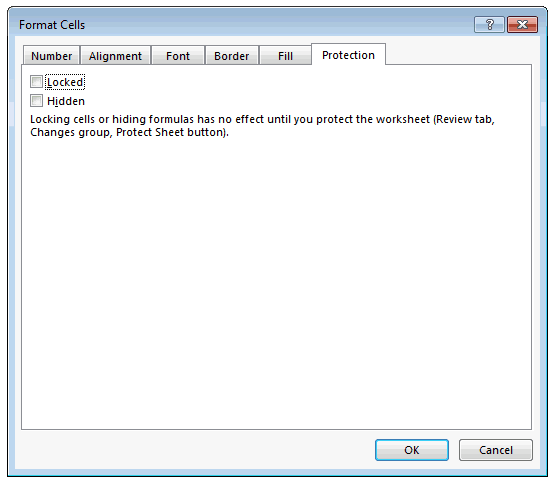 Format Cells
?
Number Alignment Font Border Fill Protection
Locked
Hidden
Locking cells or hiding formulas has no effect until you protect the worksheet (Review tab,
Changes group, Protect Sheet button).
OK Cancel